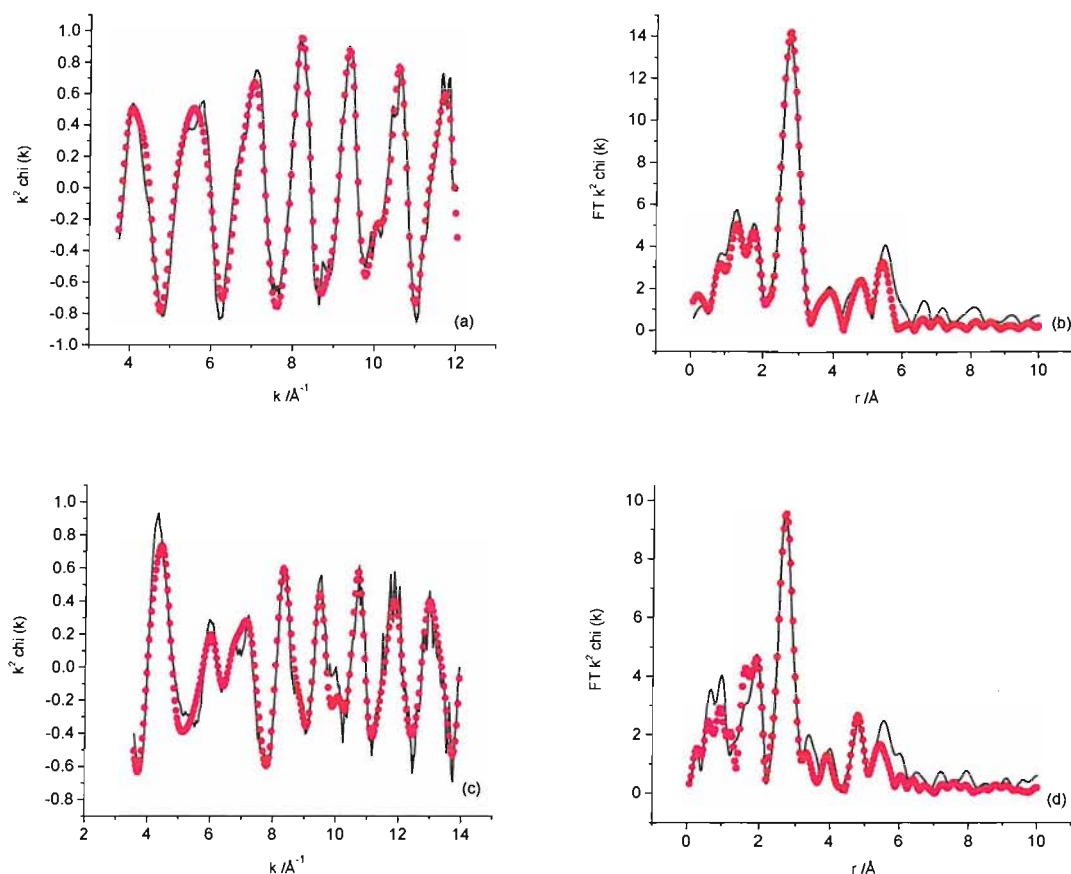 k² chi (k)
1.0
0.8
0.6
0.4
0.2
0.0
-0.2
-0.4
-0.6
-0.8
-1.0
(a)
4 6 8 10 12
k /Å⁻¹
FT k² chi (k)
14
12
10
8
6
4
2
0
(b)
0 2 4 6 8 10
r /Å
k² chi (k)
1.0
0.8
0.6
0.4
0.2
0.0
-0.2
-0.4
-0.6
-0.8
(c)
2 4 6 8 10 12 14
k /Å⁻¹
FT k² chi (k)
10
8
6
4
2
0
(d)
0 2 4 6 8 10
r /Å